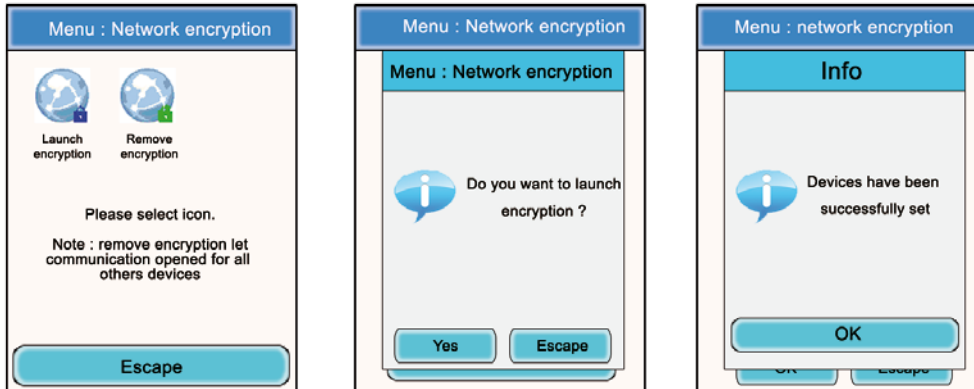 Menu : Network encryption
Launch
encryption
Remove
encryption
Please select icon.
Note : remove encryption let
communication opened for all
others devices
Escape
Menu : Network encryption
Menu : Network encryption
Do you want to launch
encryption ?
Yes
Escape
Menu : network encryption
Info
Devices have been
successfully set
OK
OK
Escape